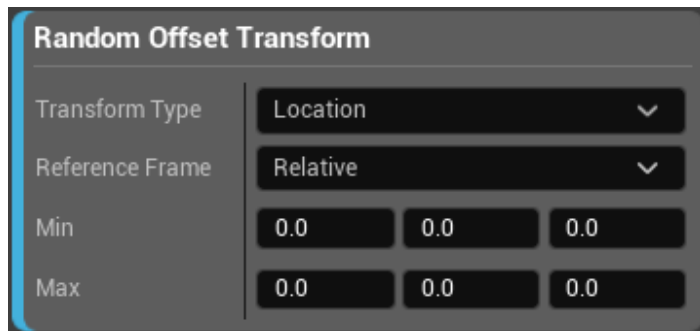 Random Offset Transform
Transform Type Location
Reference Frame Relative
Min 0.0 0.0 0.0
Max 0.0 0.0 0.0